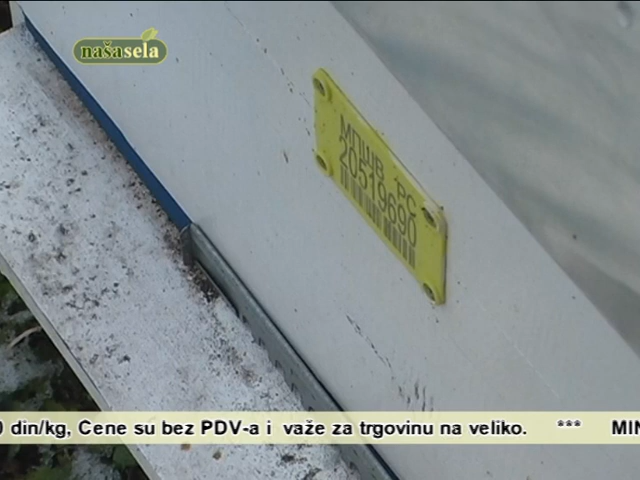 našasela
МПШВ РС
20519690
0 din/kg, Cene su bez PDV-a i važe za trgovinu na veliko. *** MIN